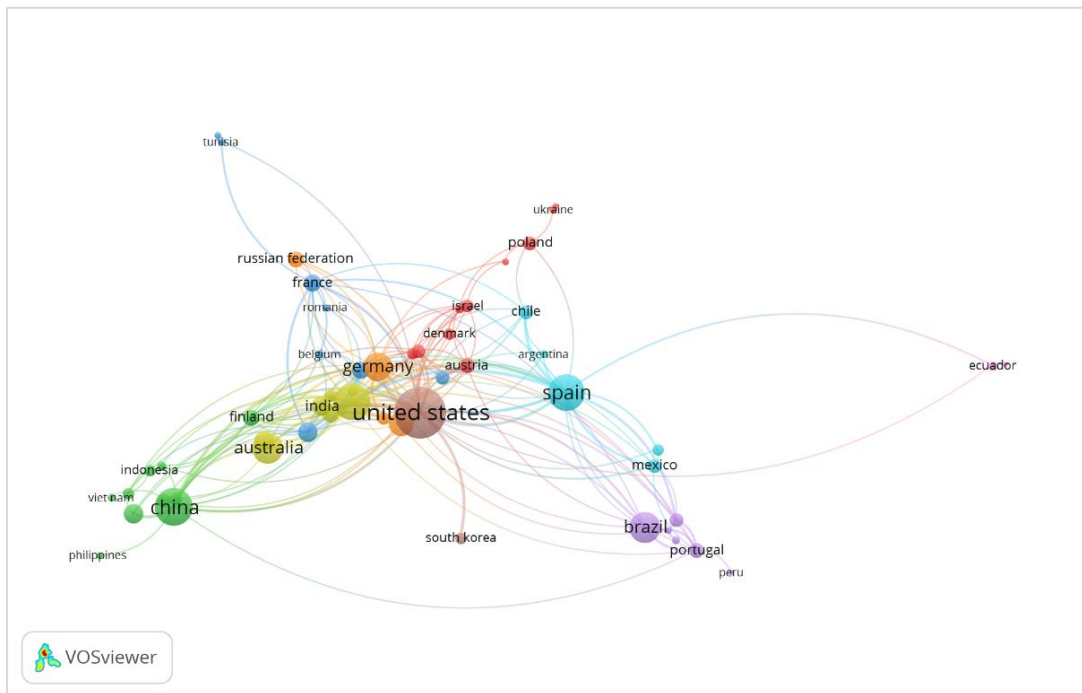 tunisia
ukraine
poland
russian federation
france
romania
israel
chile
denmark
belgium
argentina
germany
austria
ecuador
spain
india
united states
finland
australia
mexico
indonesia
viet nam
china
brazil
south korea
portugal
philippines
peru
VOSviewer